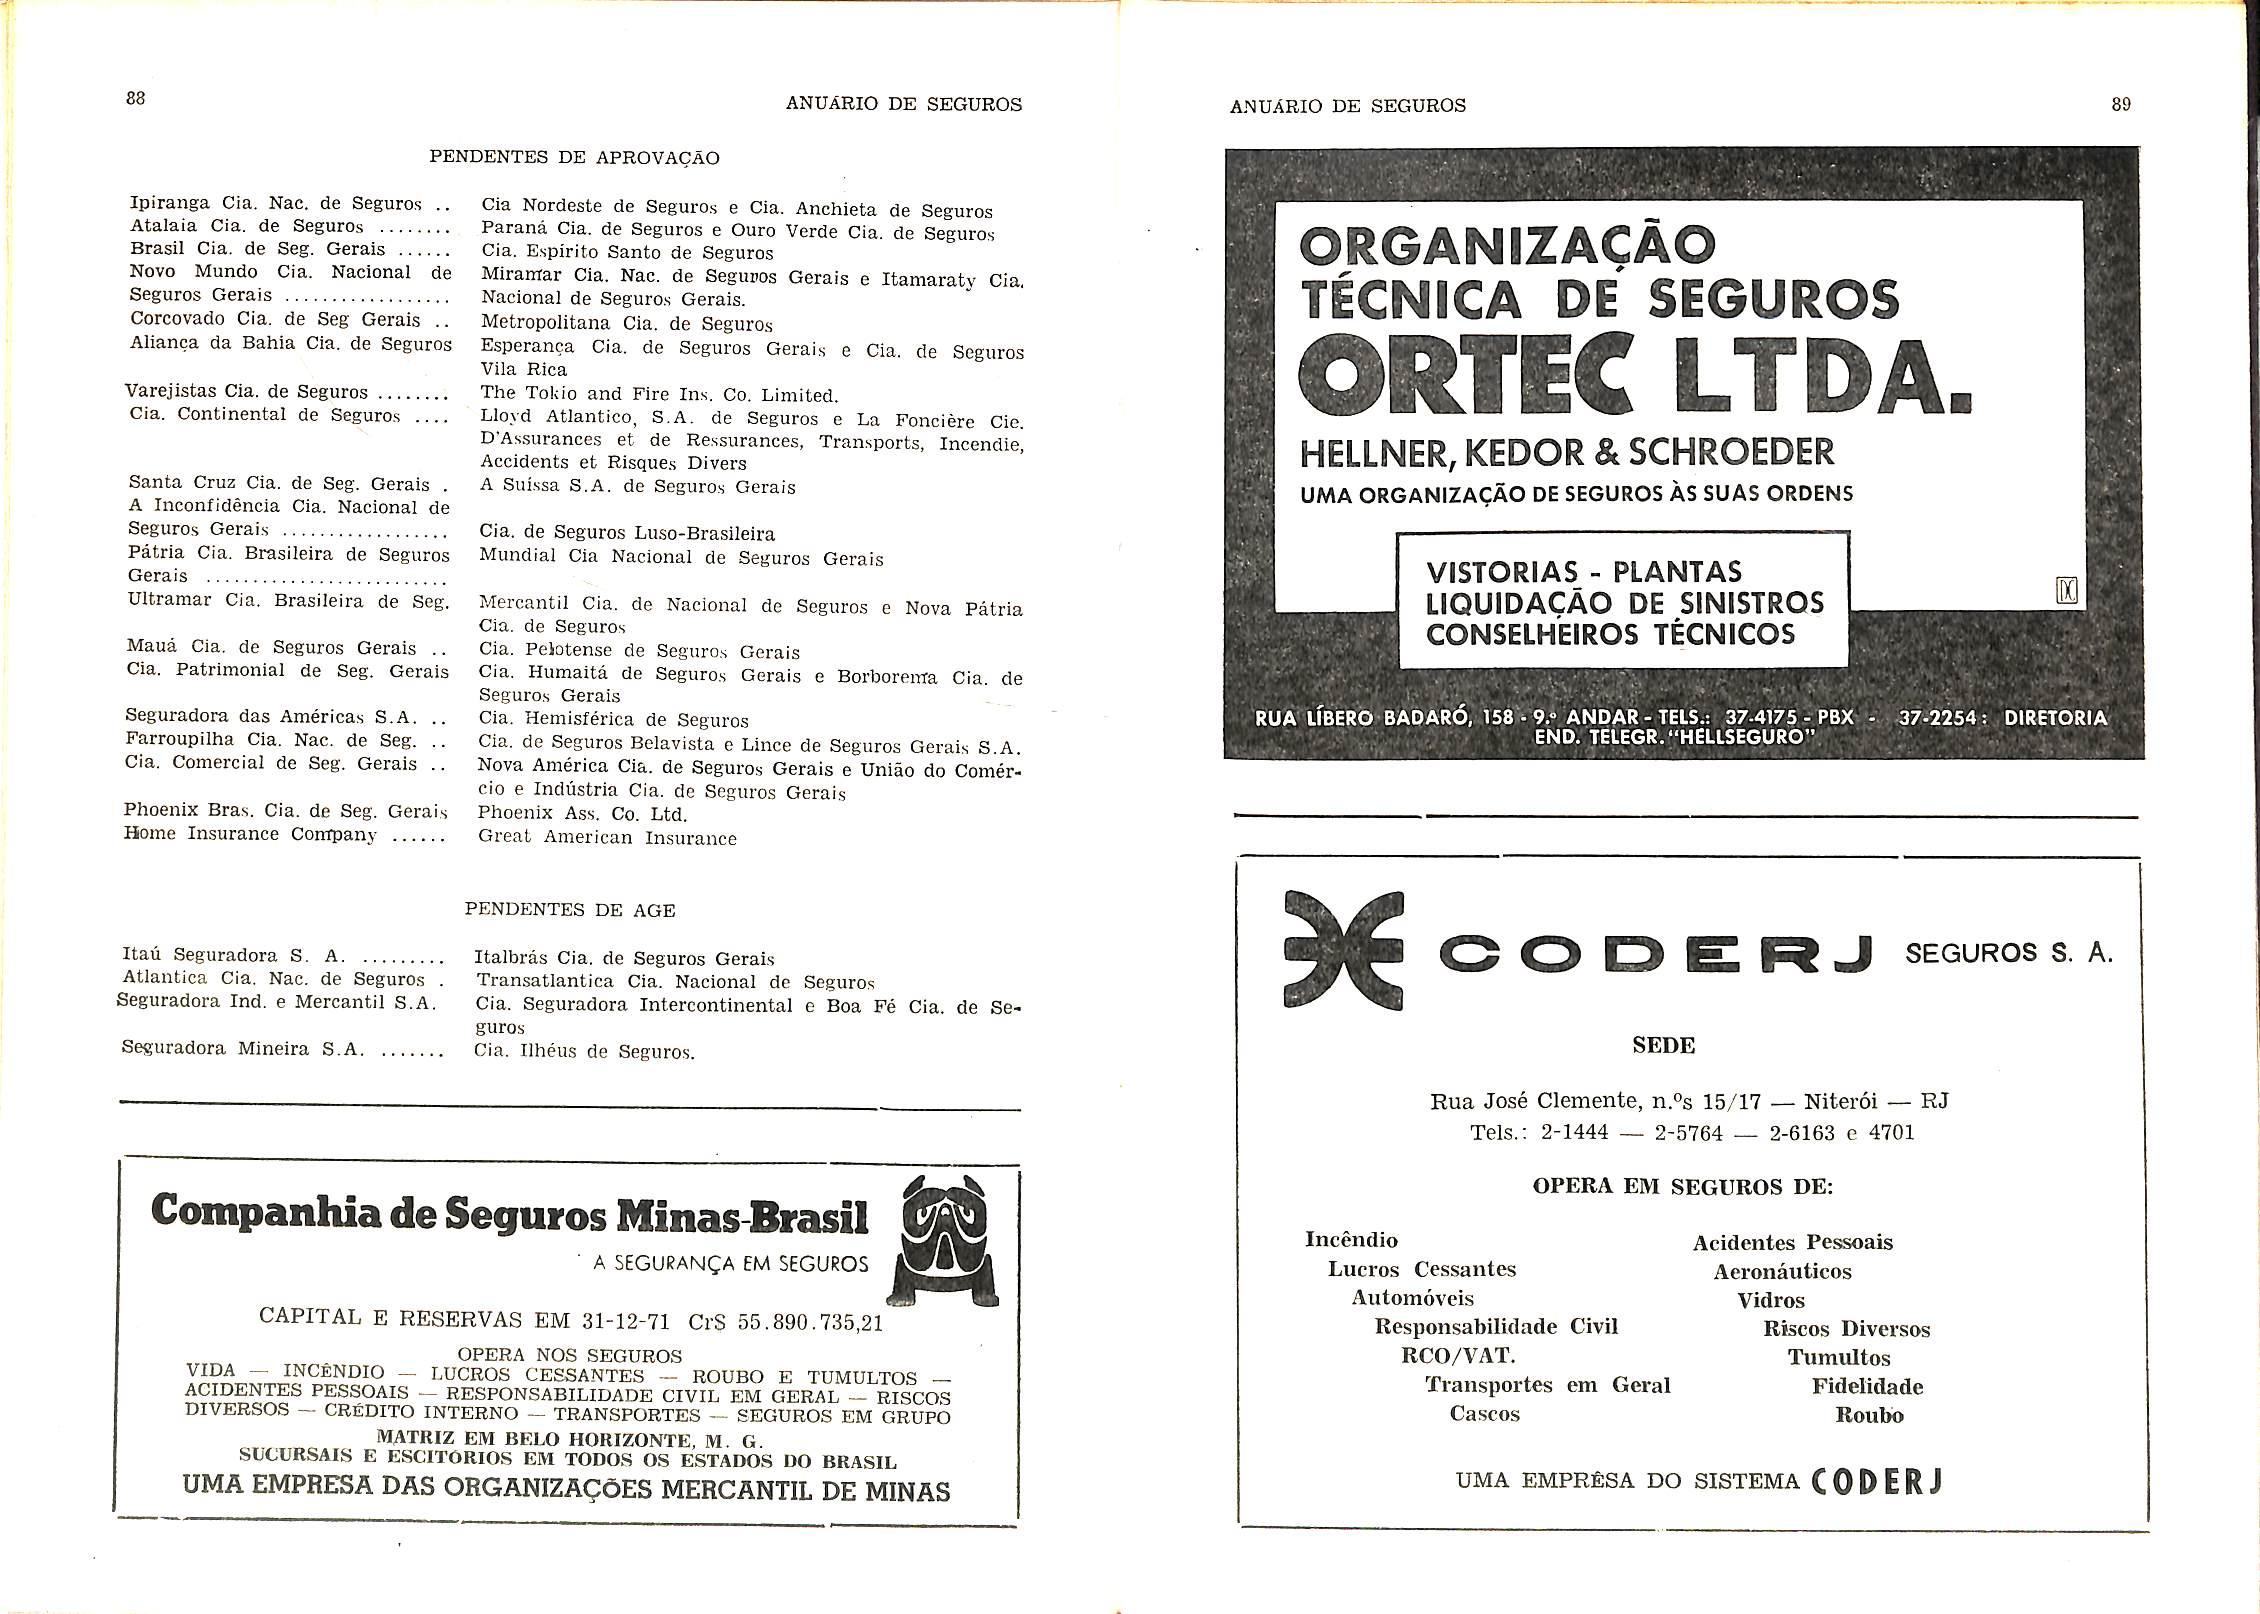 88
ANUÁRIO DE SEGUROS
PENDENTES DE APROVAÇÃO
Ipiranga Cia. Nac. de Seguros .. Cia Nordeste de Seguros e Cia. Anchieta de Seguros
Atalaia Cia. de Seguros ........ Paraná Cia. de Seguros e Ouro Verde Cia. de Seguros
Brasil Cia. de Seg. Gerais ...... Cia. Espírito Santo de Seguros
Novo Mundo Cia. Nacional de Miramar Cia. Nac. de Seguros Gerais e Itamaraty Cia.
Seguros Gerais .................. Nacional de Seguros Gerais.
Corcovado Cia. de Seg Gerais .. Metropolitana Cia. de Seguros
Aliança da Bahia Cia. de Seguros Esperança Cia. de Seguros Gerais e Cia. de Seguros
Vila Rica
Varejistas Cia. de Seguros ........ The Tokio and Fire Ins. Co. Limited.
Cia. Continental de Seguros .... Lloyd Atlantico, S.A. de Seguros e La Foncière Cie.
D'Assurances et de Ressurances, Transports, Incendie,
Accidents et Risques Divers
Santa Cruz Cia. de Seg. Gerais . A Suissa S.A. de Seguros Gerais
A Inconfidência Cia. Nacional de
Seguros Gerais .................. Cia. de Seguros Luso-Brasileira
Pátria Cia. Brasileira de Seguros Mundial Cia Nacional de Seguros Gerais
Gerais ..........................
Ultramar Cia. Brasileira de Seg. Mercantil Cia. de Nacional de Seguros e Nova Pátria
Cia. de Seguros
Mauá Cia. de Seguros Gerais .. Cia. Pelotense de Seguros Gerais
Cia. Patrimonial de Seg. Gerais Cia. Humaitá de Seguros Gerais e Borborema Cia. de
Seguros Gerais
Seguradora das Américas S.A. .. Cia. Hemisférica de Seguros
Farroupilha Cia. Nac. de Seg. .. Cia. de Seguros Belavista e Lince de Seguros Gerais S.A.
Cia. Comercial de Seg. Gerais .. Nova América Cia. de Seguros Gerais e União do Comér-
cio e Indústria Cia. de Seguros Gerais
Phoenix Bras. Cia. de Seg. Gerais Phoenix Ass. Co. Ltd.
Home Insurance Company ...... Great American Insurance
PENDENTES DE AGE
Itaú Seguradora S. A. ......... Italbrás Cia. de Seguros Gerais
Atlantica Cia. Nac. de Seguros . Transatlantica Cia. Nacional de Seguros
Seguradora Ind. e Mercantil S.A. Cia. Seguradora Intercontinental e Boa Fé Cia. de Se-
guros
Seguradora Mineira S.A. ....... Cia. Ilhéus de Seguros.
Companhia de Seguros Minas-Brasil
A SEGURANÇA EM SEGUROS
CAPITAL E RESERVAS EM 31-12-71 Cr$ 55.890.735,21
OPERA NOS SEGUROS
VIDA — INCÊNDIO — LUCROS CESSANTES — ROUBO E TUMULTOS —
ACIDENTES PESSOAIS — RESPONSABILIDADE CIVIL EM GERAL — RISCOS
DIVERSOS — CRÉDITO INTERNO — TRANSPORTES — SEGUROS EM GRUPO
MATRIZ EM BELO HORIZONTE, M. G.
SUCURSAIS E ESCITÓRIOS EM TODOS OS ESTADOS DO BRASIL
UMA EMPRESA DAS ORGANIZAÇÕES MERCANTIL DE MINAS
ANUÁRIO DE SEGUROS
89
ORGANIZAÇÃO
TÉCNICA DE SEGUROS
ORTEC LTDA.
HELLNER, KEDOR & SCHROEDER
UMA ORGANIZAÇÃO DE SEGUROS ÀS SUAS ORDENS
VISTORIAS - PLANTAS
LIQUIDAÇÃO DE SINISTROS
CONSELHEIROS TÉCNICOS
RUA LÍBERO BADARÓ, 158 - 9.º ANDAR - TELS.: 37-4175 - PBX - 37-2254: DIRETORIA
END. TELEGR. "HELLSEGURO"
CODERJ SEGUROS S. A.
SEDE
Rua José Clemente, n.ºs 15/17 — Niterói — RJ
Tels.: 2-1444 — 2-5764 — 2-6163 e 4701
OPERA EM SEGUROS DE:
Incêndio Acidentes Pessoais
Lucros Cessantes Aeronáuticos
Automóveis Vidros
Responsabilidade Civil Riscos Diversos
RCO/VAT. Tumultos
Transportes em Geral Fidelidade
Cascos Roubo
UMA EMPRÊSA DO SISTEMA CODERJ